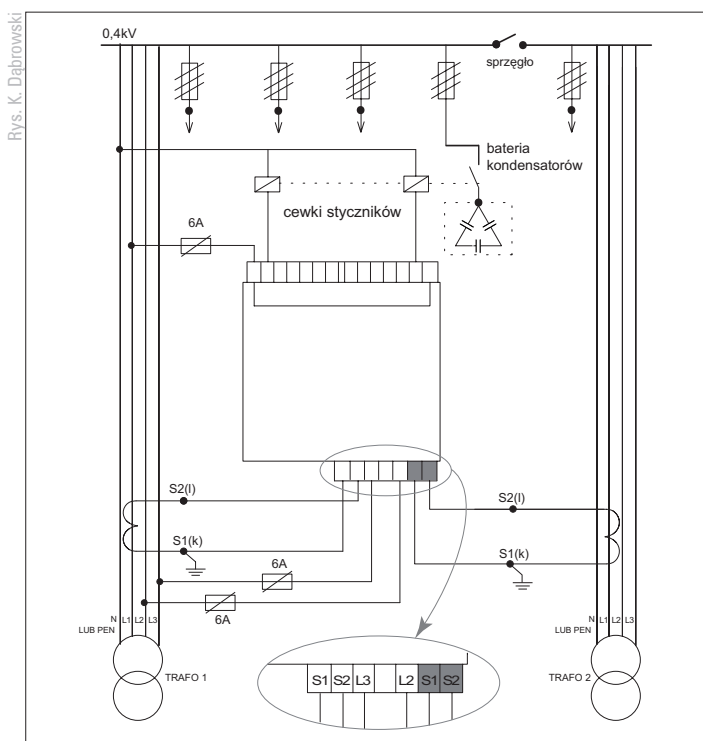 Rys. K. Dąbrowski
0,4kV
sprzęgło
bateria
kondensatorów
cewki styczników
6A
S2(l)
S1(k)
S2(l)
S1(k)
6A
6A
N L1 L2 L3
LUB PEN
TRAFO 1
N L1 L2 L3
LUB PEN
TRAFO 2
S1 S2 L3 L2 S1 S2